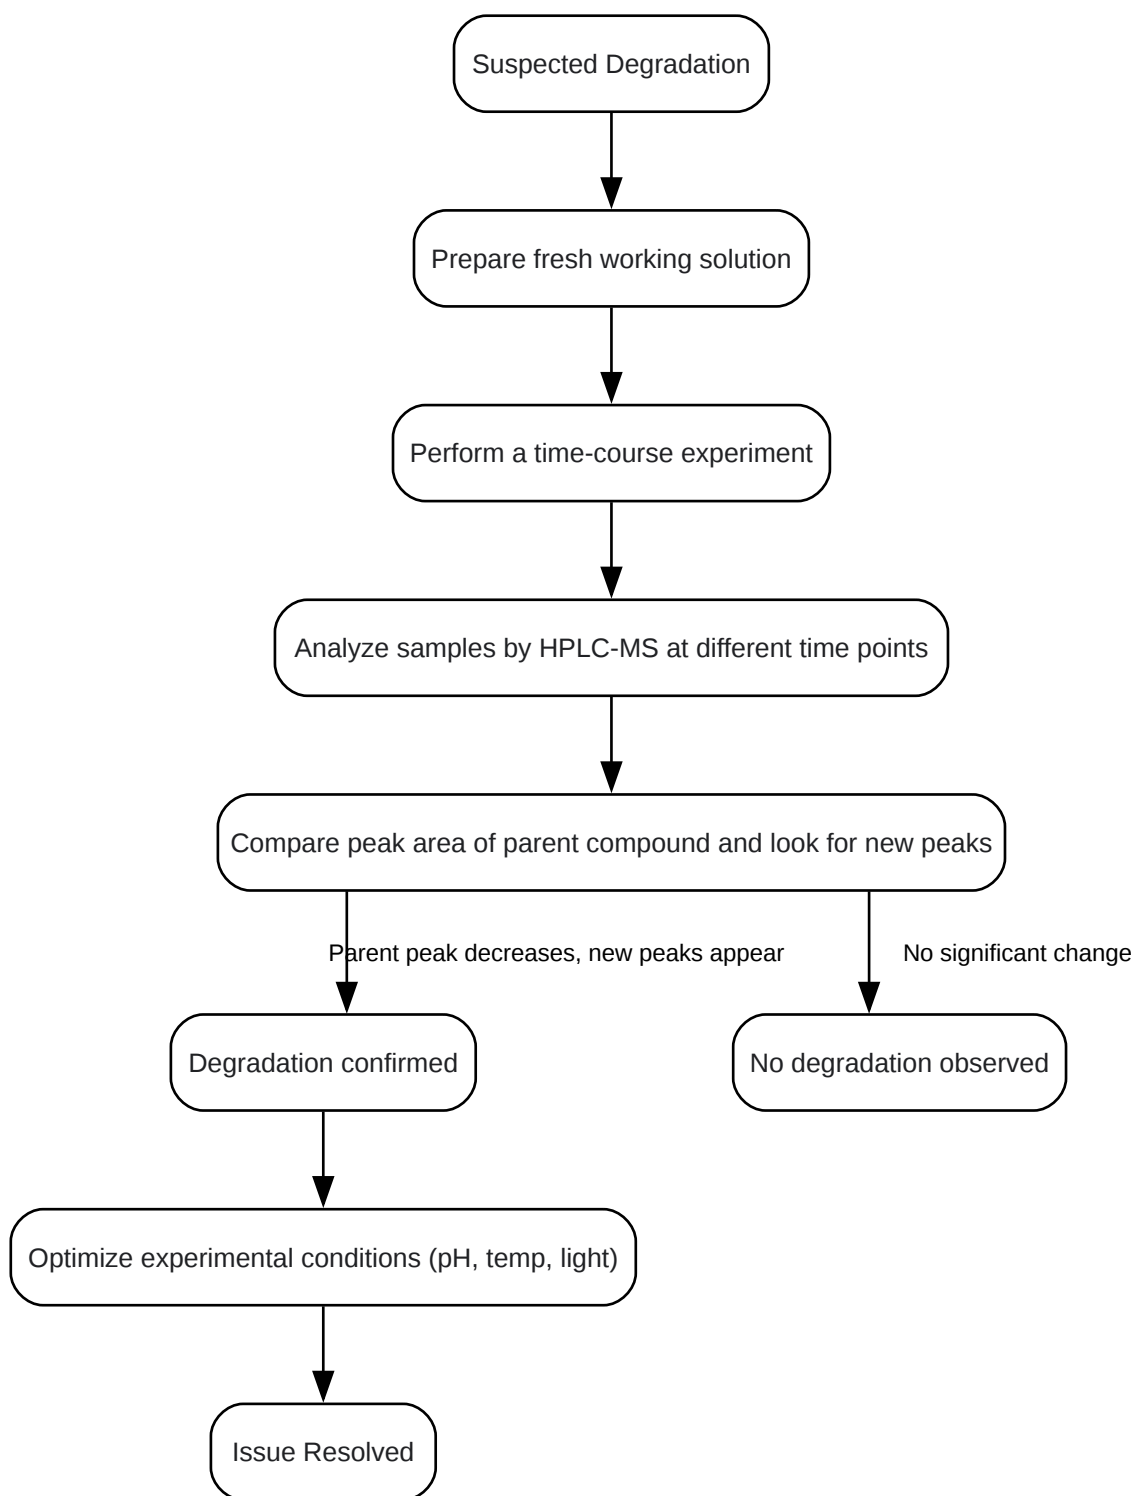 Suspected Degradation
Prepare fresh working solution
Perform a time-course experiment
Analyze samples by HPLC-MS at different time points
Compare peak area of parent compound and look for new peaks
Parent peak decreases, new peaks appear
No significant change
Degradation confirmed
No degradation observed
Optimize experimental conditions (pH, temp, light)
Issue Resolved